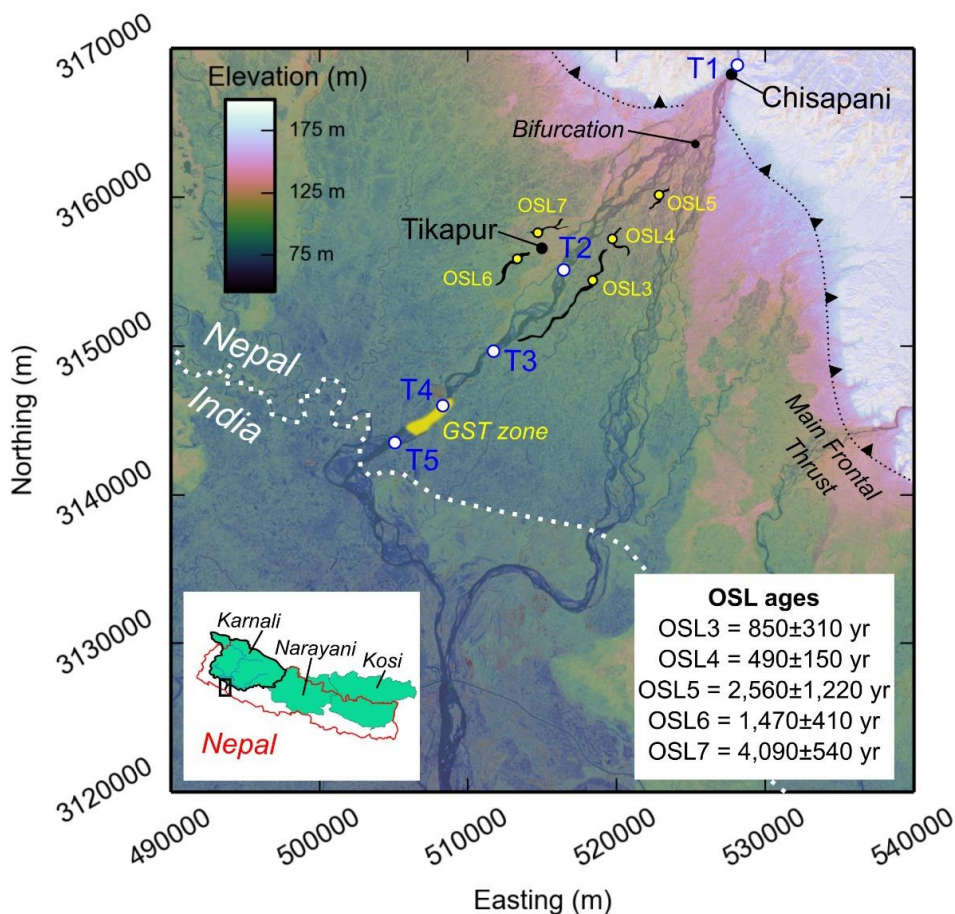 Elevation (m)
175 m
125 m
75 m
T1
Chisapani
Bifurcation
OSL7
OSL5
Tikapur
T2
OSL4
OSL6
OSL3
Nepal
India
T3
T4
GST zone
T5
Main Frontal
Thrust
OSL ages
OSL3 = 850±310 yr
OSL4 = 490±150 yr
OSL5 = 2,560±1,220 yr
OSL6 = 1,470±410 yr
OSL7 = 4,090±540 yr
Karnali
Narayani
Kosi
Nepal
Northing (m)
3170000
3160000
3150000
3140000
3130000
3120000
490000
500000
510000
520000
530000
540000
Easting (m)